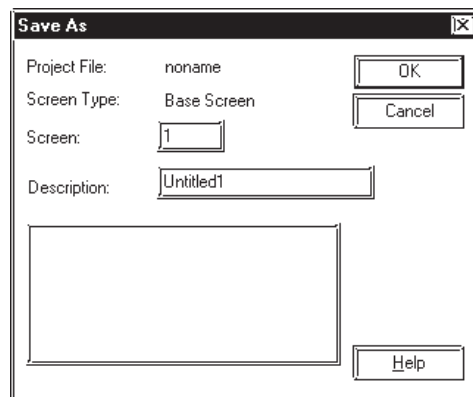 Save As
Project File: noname
OK
Screen Type: Base Screen
Cancel
Screen: 1
Description: Untitled1
Help